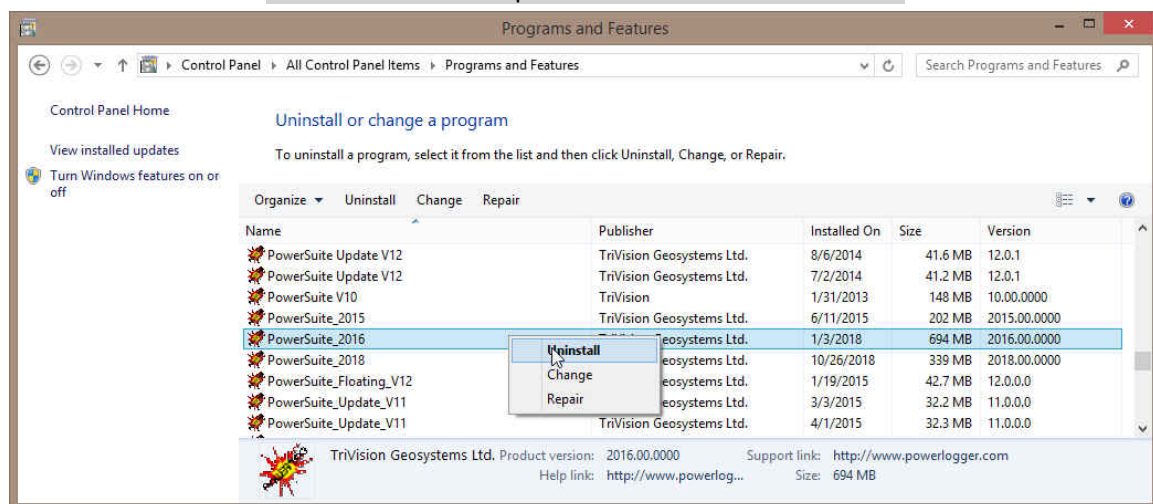 Programs and Features
Control Panel ▸ All Control Panel Items ▸ Programs and Features
Search Programs and Features
Control Panel Home
View installed updates
Turn Windows features on or
off
Uninstall or change a program
To uninstall a program, select it from the list and then click Uninstall, Change, or Repair.
Organize Uninstall Change Repair
Name Publisher Installed On Size Version
PowerSuite Update V12 TriVision Geosystems Ltd. 8/6/2014 41.6 MB 12.0.1
PowerSuite Update V12 TriVision Geosystems Ltd. 7/2/2014 41.2 MB 12.0.1
PowerSuite V10 TriVision 1/31/2013 148 MB 10.00.0000
PowerSuite_2015 TriVision Geosystems Ltd. 6/11/2015 202 MB 2015.00.0000
PowerSuite_2016 eosystems Ltd. 1/3/2018 694 MB 2016.00.0000
Uninstall
PowerSuite_2018 eosystems Ltd. 10/26/2018 339 MB 2018.00.0000
Change
PowerSuite_Floating_V12 eosystems Ltd. 1/19/2015 42.7 MB 12.0.0.0
Repair
PowerSuite_Update_V11 eosystems Ltd. 3/3/2015 32.2 MB 11.0.0.0
PowerSuite_Update_V11 TriVision Geosystems Ltd. 4/1/2015 32.3 MB 11.0.0.0
TriVision Geosystems Ltd. Product version: 2016.00.0000 Support link: http://www.powerlogger.com
Help link: http://www.powerlog... Size: 694 MB